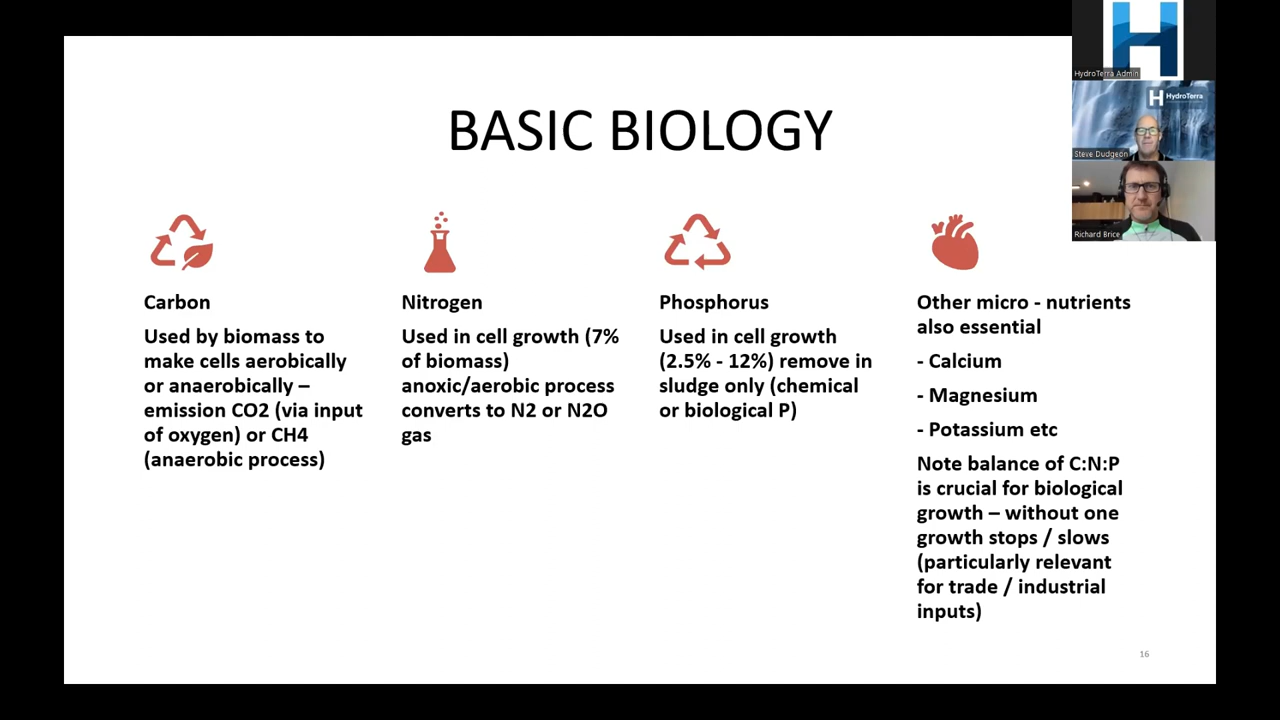 BASIC BIOLOGY
Carbon
Used by biomass to
make cells aerobically
or anaerobically –
emission CO2 (via input
of oxygen) or CH4
(anaerobic process)
Nitrogen
Used in cell growth (7%
of biomass)
anoxic/aerobic process
converts to N2 or N2O
gas
Phosphorus
Used in cell growth
(2.5% - 12%) remove in
sludge only (chemical
or biological P)
Other micro - nutrients
also essential
- Calcium
- Magnesium
- Potassium etc
Note balance of C:N:P
is crucial for biological
growth – without one
growth stops / slows
(particularly relevant
for trade / industrial
inputs)
16
H
HydroTerra Admin
H HydroTerra
Steve Dudgeon
Richard Brice